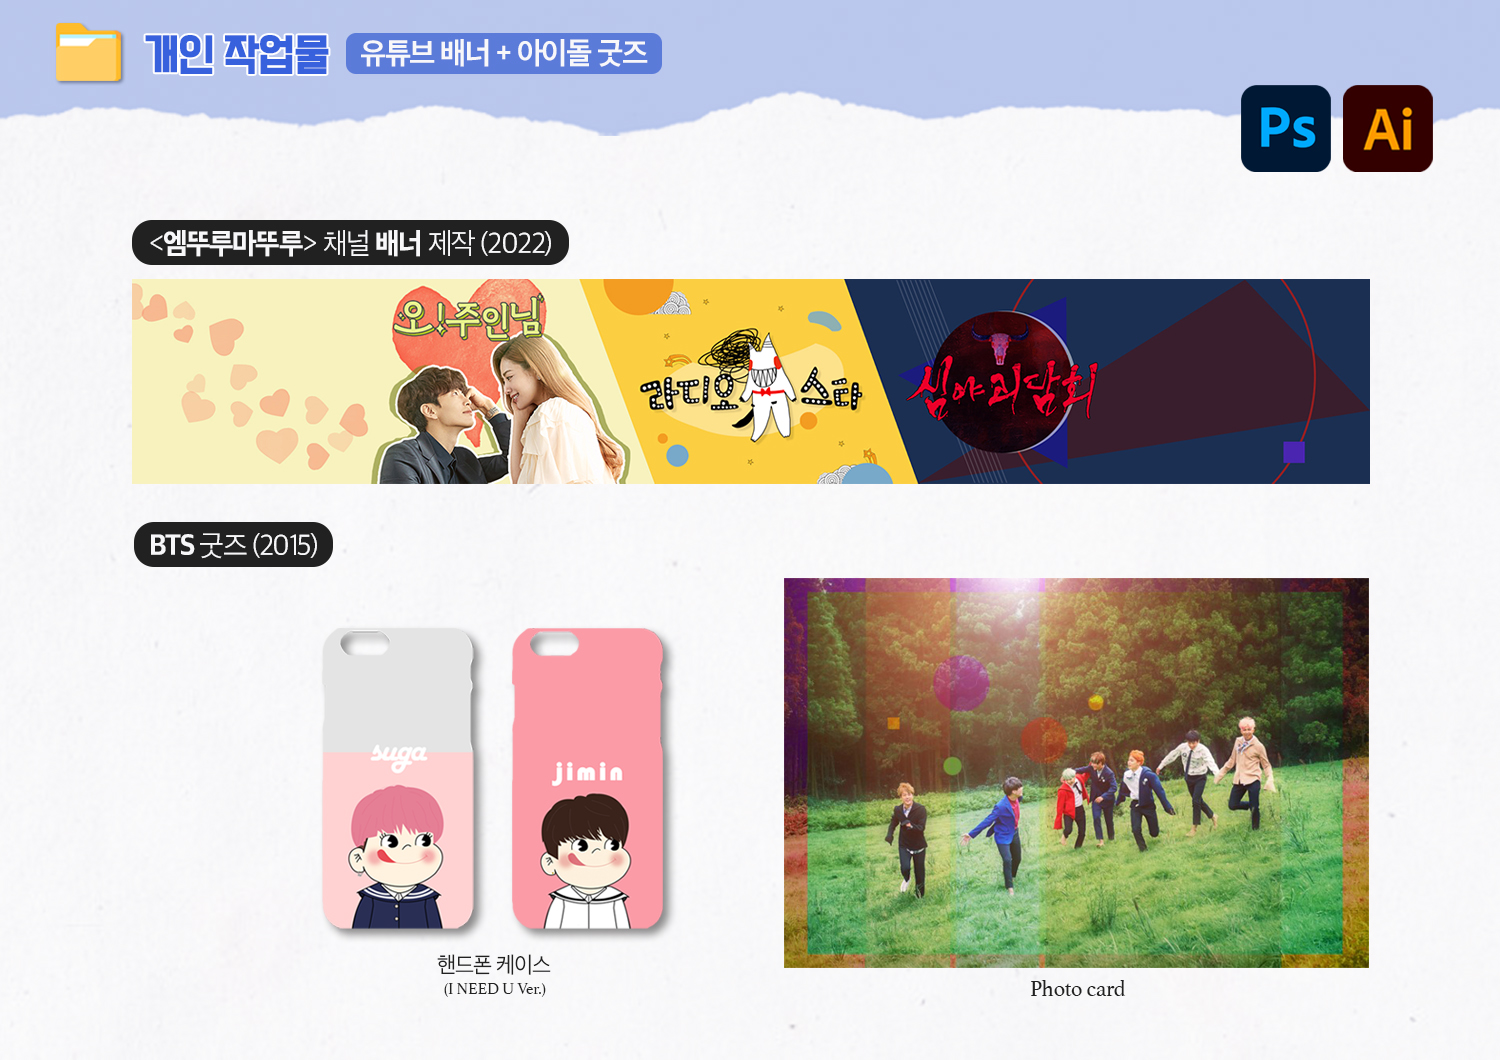 개인 작업물
유튜브 배너 + 아이돌 굿즈
Ps
Ai
<엠뚜루마뚜루> 채널 배너 제작 (2022)
오!주인님
라디오스타
심야괴담회
BTS 굿즈 (2015)
suga
jimin
핸드폰 케이스
(I NEED U Ver.)
Photo card